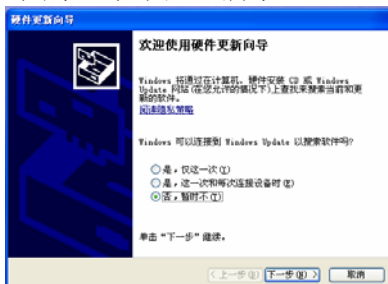 硬件更新向导
欢迎使用硬件更新向导
Windows 将通过在计算机、硬件安装 CD 或 Windows
Update 网站(在您允许的情况下)上查找来搜索当前和更
新的软件。
阅读隐私策略
Windows 可以连接到 Windows Update 以搜索软件吗?
是，仅这一次(Y)
是，这一次和每次连接设备时(E)
否，暂时不(T)
单击“下一步”继续。
<上一步(B) 下一步(N)> 取消